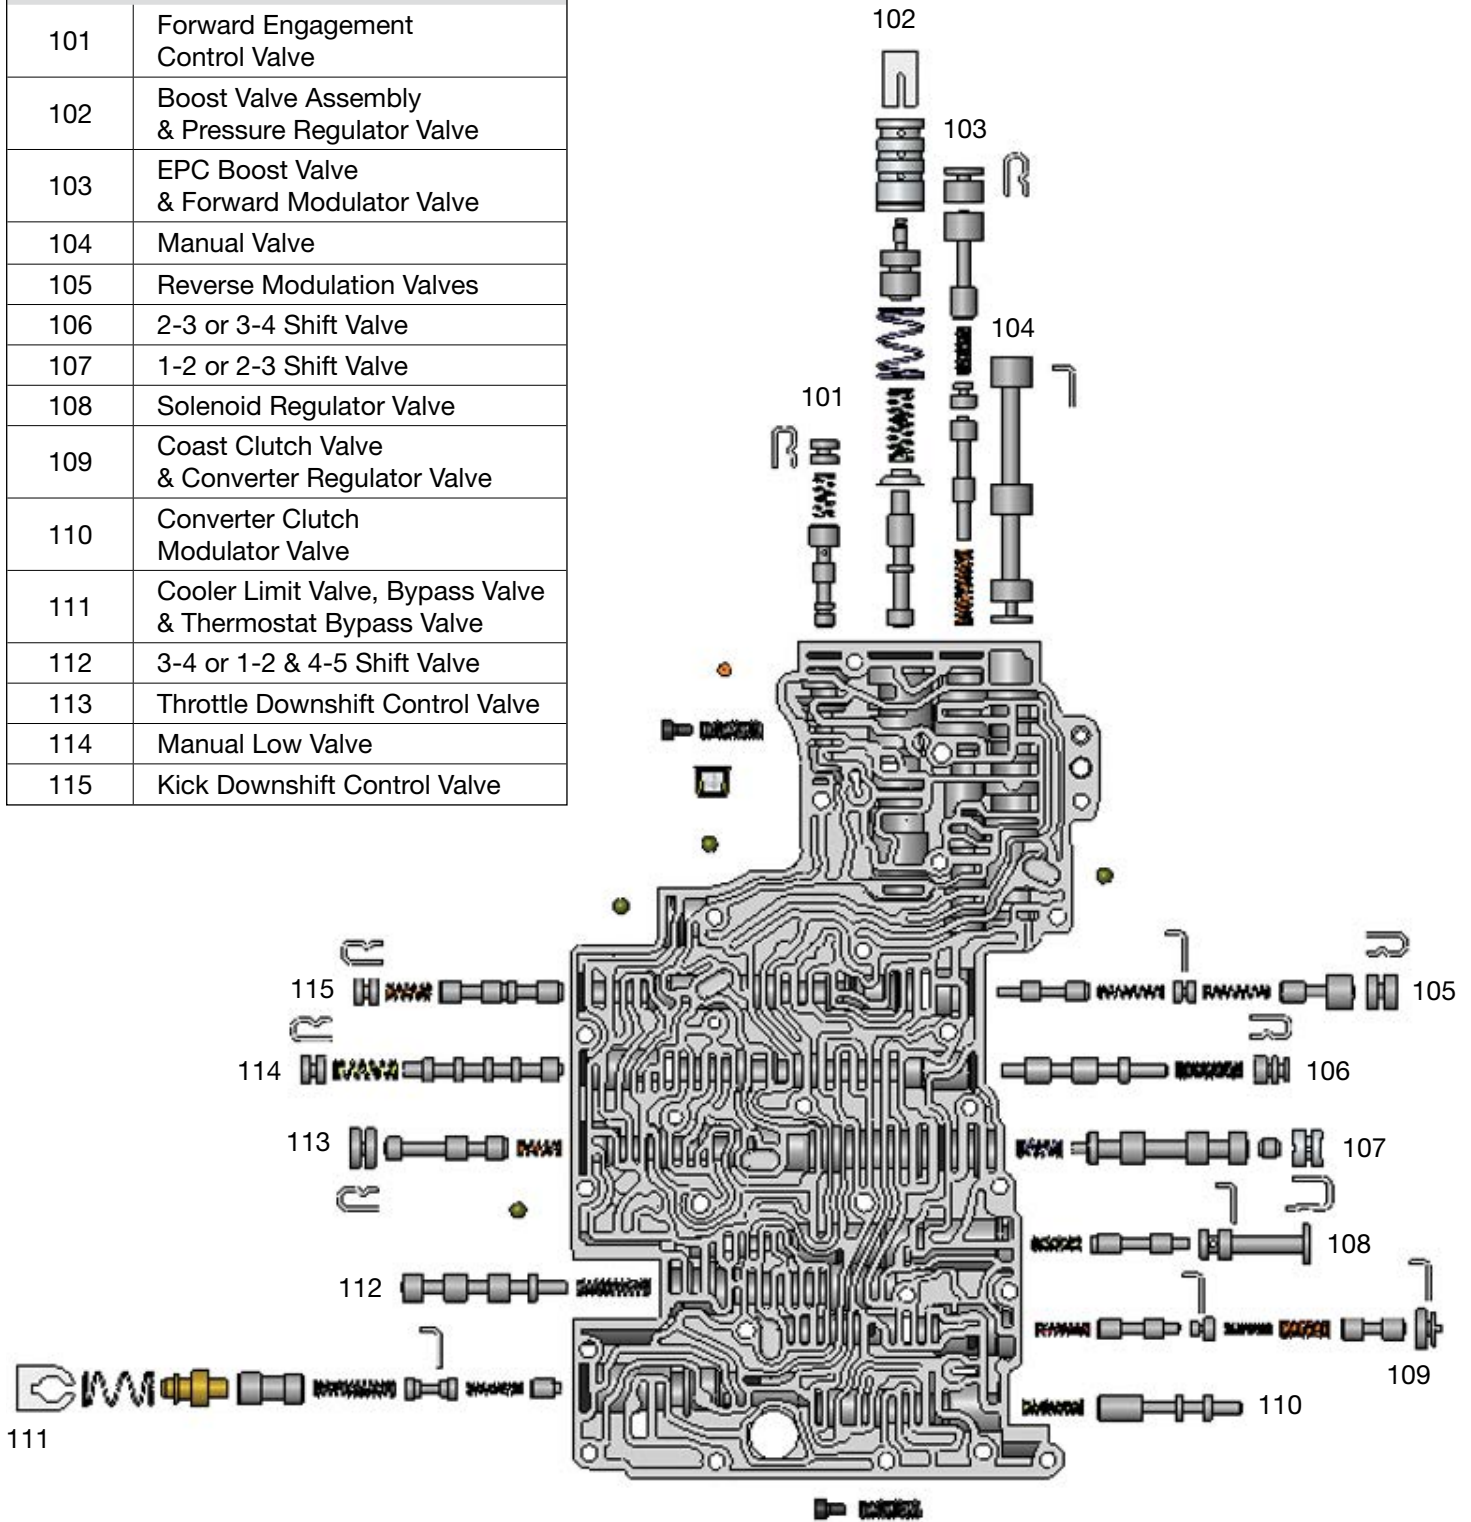 101
Forward Engagement
Control Valve
102
Boost Valve Assembly
& Pressure Regulator Valve
103
EPC Boost Valve
& Forward Modulator Valve
104
Manual Valve
105
Reverse Modulation Valves
106
2-3 or 3-4 Shift Valve
107
1-2 or 2-3 Shift Valve
108
Solenoid Regulator Valve
109
Coast Clutch Valve
& Converter Regulator Valve
110
Converter Clutch
Modulator Valve
111
Cooler Limit Valve, Bypass Valve
& Thermostat Bypass Valve
112
3-4 or 1-2 & 4-5 Shift Valve
113
Throttle Downshift Control Valve
114
Manual Low Valve
115
Kick Downshift Control Valve
102
103
104
101
115
105
114
106
113
107
108
112
109
110
111